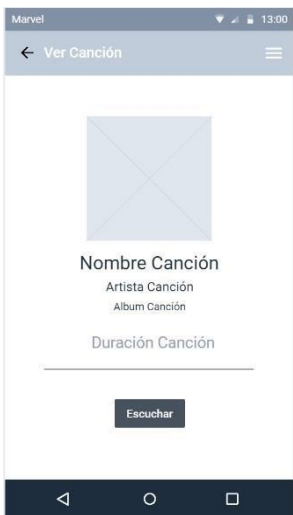 Marvel 13:00
Ver Canción
Nombre Canción
Artista Canción
Album Canción
Duración Canción
Escuchar